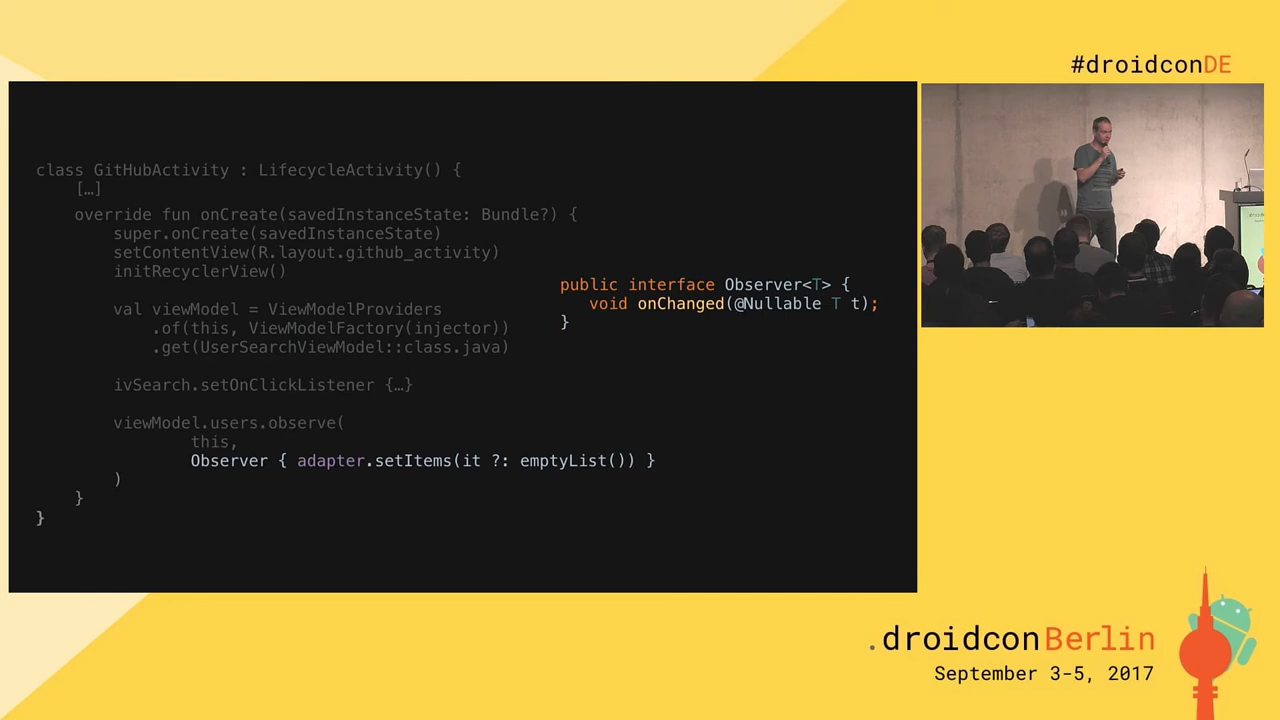 #droidconDE
class GitHubActivity : LifecycleActivity() {
[…]
override fun onCreate(savedInstanceState: Bundle?) {
super.onCreate(savedInstanceState)
setContentView(R.layout.github_activity)
initRecyclerView()
val viewModel = ViewModelProviders
.of(this, ViewModelFactory(injector))
.get(UserSearchViewModel::class.java)
ivSearch.setOnClickListener {…}
viewModel.users.observe(
this,
Observer { adapter.setItems(it ?: emptyList()) }
)
}
}
public interface Observer<T> {
void onChanged(@Nullable T t);
}
.droidconBerlin
September 3-5, 2017